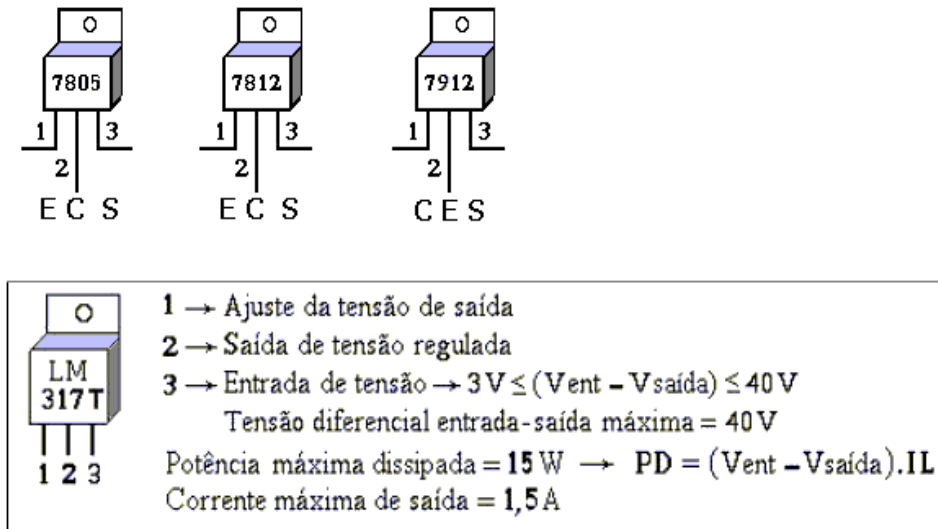 7805 7812 7912
1 3 1 3 1 3
2 2 2
E C S E C S C E S
LM
317T
1 2 3
1 → Ajuste da tensão de saída
2 → Saída de tensão regulada
3 → Entrada de tensão → 3 V ≤ (Vent – Vsaída) ≤ 40 V
Tensão diferencial entrada-saída máxima = 40 V
Potência máxima dissipada = 15 W → PD = (Vent – Vsaída).IL
Corrente máxima de saída = 1,5 A